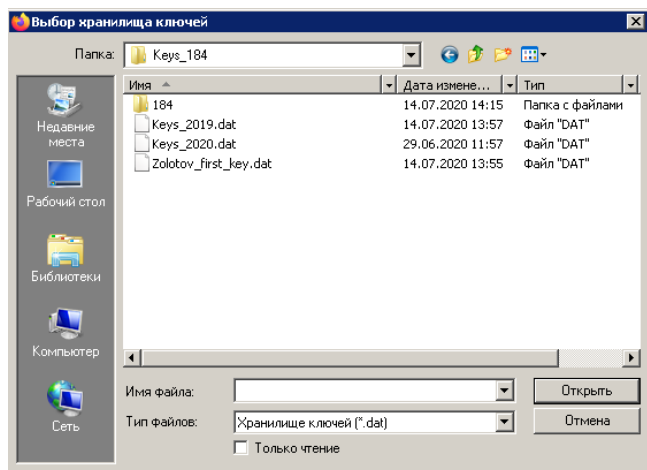 Выбор хранилища ключей
Папка: Keys_184
Имя Дата измене... Тип
184 14.07.2020 14:15 Папка с файлами
Keys_2019.dat 14.07.2020 13:57 Файл "DAT"
Keys_2020.dat 29.06.2020 11:57 Файл "DAT"
Zolotov_first_key.dat 14.07.2020 13:55 Файл "DAT"
Недавние
места
Рабочий стол
Библиотеки
Компьютер
Сеть
Имя файла: Открыть
Тип файлов: Хранилище ключей (*.dat) Отмена
Только чтение